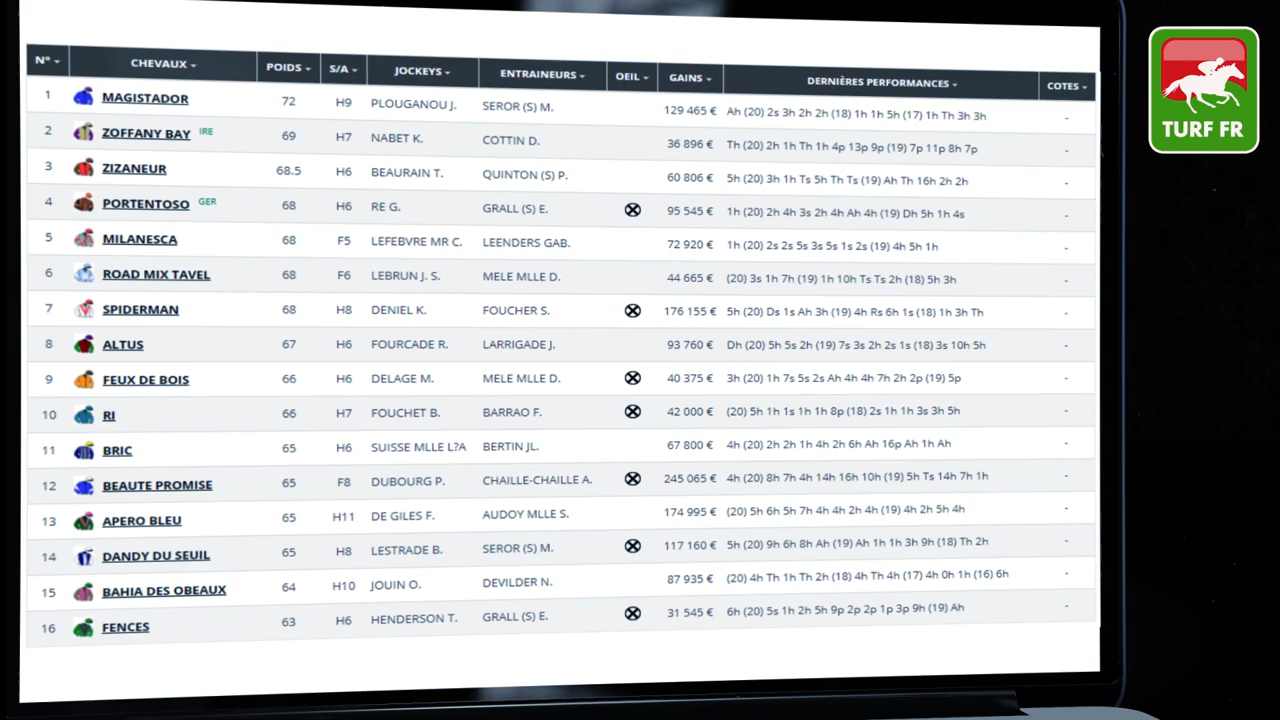 N° CHEVAUX POIDS S/A JOCKEYS ENTRAINEURS OEIL GAINS DERNIÈRES PERFORMANCES COTES
1 MAGISTADOR 72 H9 PLOUGANOU J. SEROR (S) M. 129 465 € Ah (20) 2s 3h 2h 2h (18) 1h 1h 5h (17) 1h Th 3h 3h -
2 ZOFFANY BAY IRE 69 H7 NABET K. COTTIN D. 36 896 € Th (20) 2h 1h Th 1h 4p 13p 9p (19) 7p 11p 8h 7p -
3 ZIZANEUR 68.5 H6 BEAURAIN T. QUINTON (S) P. 60 806 € 5h (20) 3h 1h Ts 5h Th Ts (19) Ah Th 16h 2h 2h -
4 PORTENTOSO GER 68 H6 RE G. GRALL (S) E. 95 545 € 1h (20) 2h 4h 3s 2h 4h Ah 4h (19) Dh 5h 1h 4s -
5 MILANESCA 68 F5 LEFEBVRE MR C. LEENDERS GAB. 72 920 € 1h (20) 2s 2s 5s 3s 5s 1s 2s (19) 4h 5h 1h -
6 ROAD MIX TAVEL 68 F6 LEBRUN J. S. MELE MLLE D. 44 665 € (20) 3s 1h 7h (19) 1h 10h Ts Ts 2h (18) 5h 3h -
7 SPIDERMAN 68 H8 DENIEL K. FOUCHER S. 176 155 € 5h (20) Ds 1s Ah 3h (19) 4h Rs 6h 1s (18) 1h 3h Th -
8 ALTUS 67 H6 FOURCADE R. LARRIGADE J. 93 760 € Dh (20) 5h 5s 2h (19) 7s 3s 2h 2s 1s (18) 3s 10h 5h -
9 FEUX DE BOIS 66 H6 DELAGE M. MELE MLLE D. 40 375 € 3h (20) 1h 7s 5s 2s Ah 4h 4h 7h 2h 2p (19) 5p -
10 RI 66 H7 FOUCHET B. BARRAO F. 42 000 € (20) 5h 1h 1s 1h 1h 8p (18) 2s 1h 1h 3s 3h 5h -
11 BRIC 65 H6 SUISSE MLLE L?A BERTIN JL. 67 800 € 4h (20) 2h 2h 1h 4h 2h 6h Ah 16p Ah 1h Ah -
12 BEAUTE PROMISE 65 F8 DUBOURG P. CHAILLE-CHAILLE A. 245 065 € 4h (20) 8h 7h 4h 14h 16h 10h (19) 5h Ts 14h 7h 1h -
13 APERO BLEU 65 H11 DE GILES F. AUDOY MLLE S. 174 995 € (20) 5h 6h 5h 7h 4h 4h 2h 4h (19) 4h 2h 5h 4h -
14 DANDY DU SEUIL 65 H8 LESTRADE B. SEROR (S) M. 117 160 € 5h (20) 9h 6h 8h Ah (19) Ah 1h 1h 3h 9h (18) Th 2h -
15 BAHIA DES OBEAUX 64 H10 JOUIN O. DEVILDER N. 87 935 € (20) 4h Th 1h Th 2h (18) 4h Th 4h (17) 4h 0h 1h (16) 6h -
16 FENCES 63 H6 HENDERSON T. GRALL (S) E. 31 545 € 6h (20) 5s 1h 2h 5h 9p 2p 2p 1p 3p 9h (19) Ah -
TURF FR